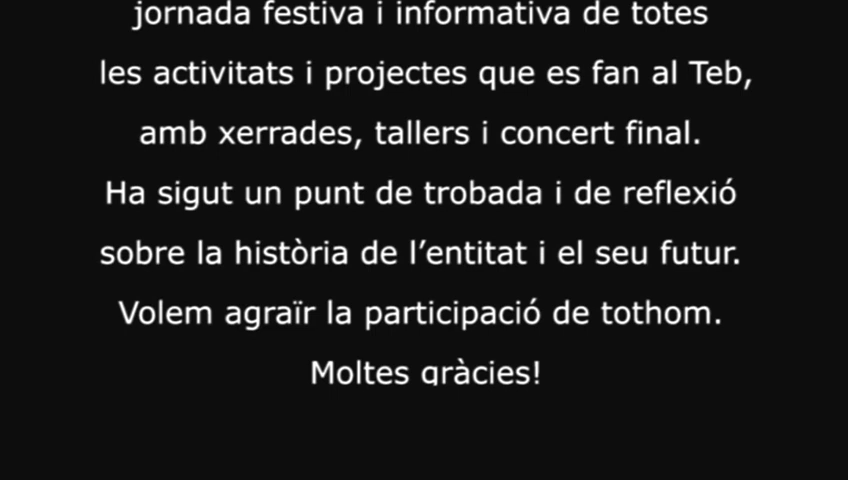 jornada festiva i informativa de totes
les activitats i projectes que es fan al Teb,
amb xerrades, tallers i concert final.
Ha sigut un punt de trobada i de reflexió
sobre la història de l’entitat i el seu futur.
Volem agraïr la participació de tothom.
Moltes gràcies!